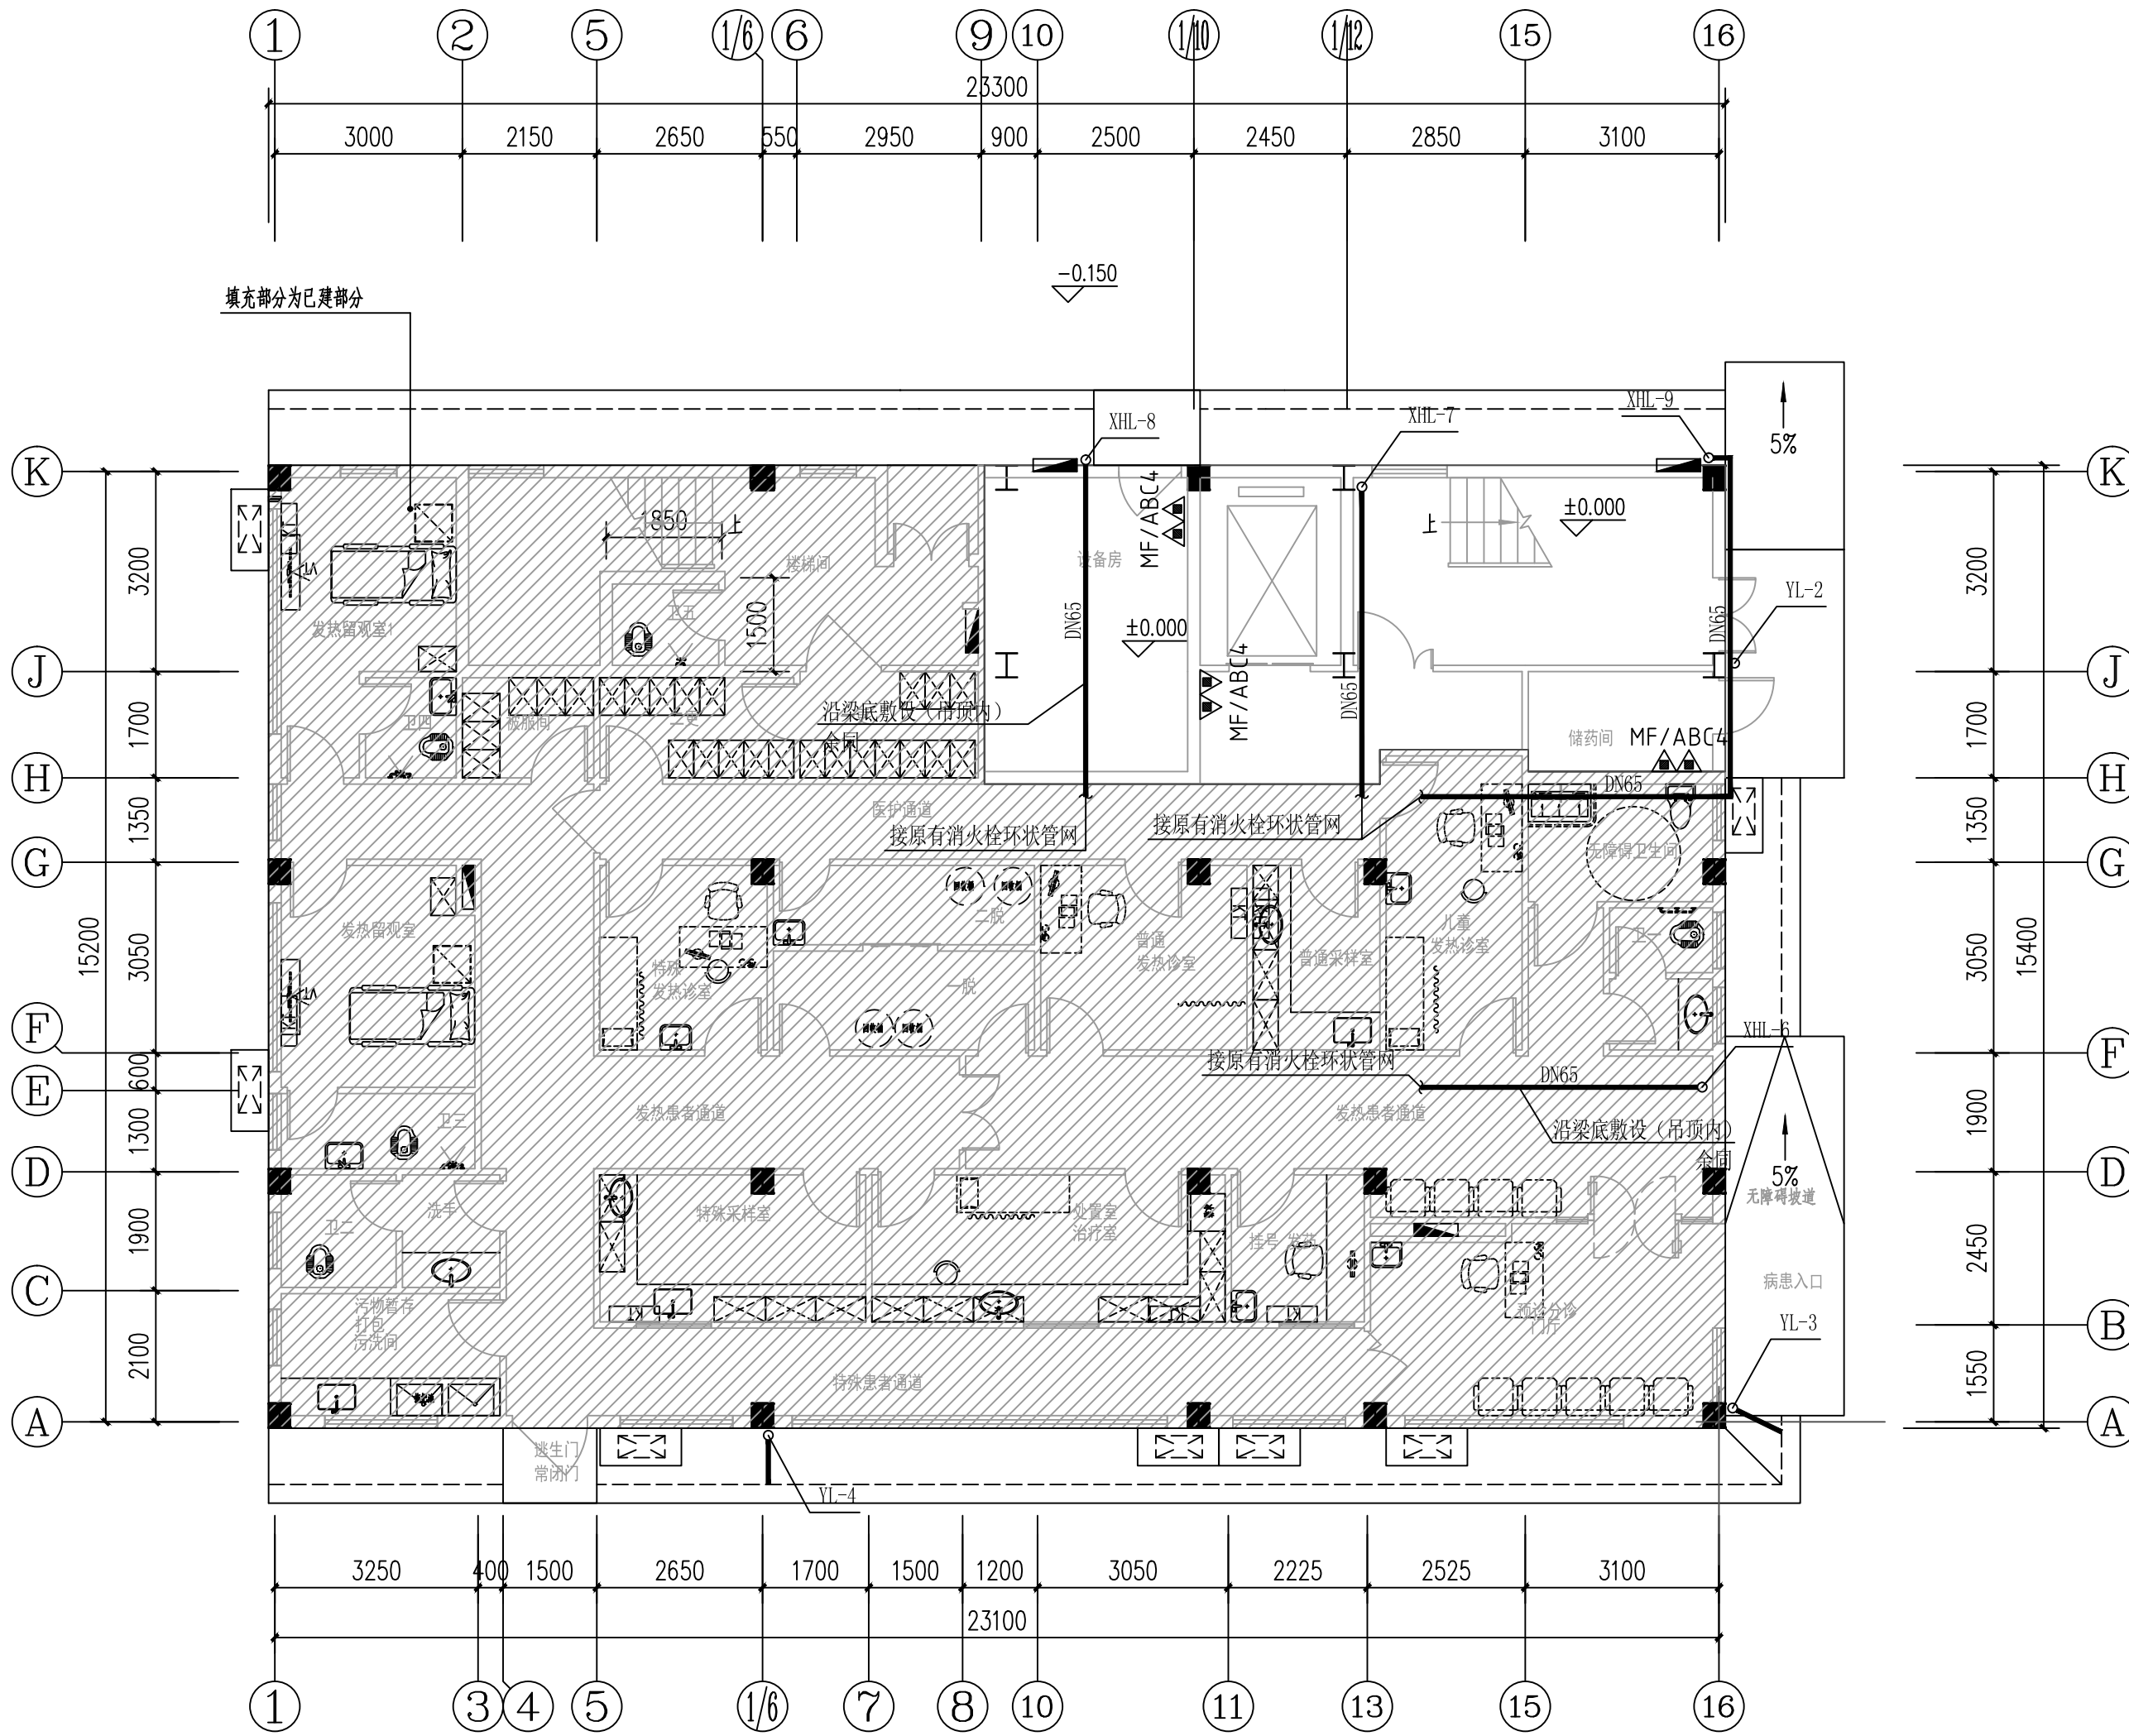 1 2 5 1/6 6 9 10 1/10 1/12 15 16
23300
3000 2150 2650 550 2950 900 2500 2450 2850 3100
-0.150
填充部分为已建部分
XHL-8
XHL-7
XHL-9
5%
K
K
MF/ABC4
1850
上
上
±0.000
楼梯间
设备房
3200
3200
YL-2
卫五
1500
DN65
DN65
发热留观室1
±0.000
J
J
MF/ABC4
DN65
卫四
被服间
二更
沿梁底敷设（吊顶内）
余同
储药间
MF/ABC4
1700
1700
H
H
DN65
医护通道
接原有消火栓环状管网
接原有消火栓环状管网
1350
1350
无障碍卫生间
G
G
发热留观室
二脱
普通
发热诊室
普通采样室
儿童
发热诊室
卫一
特殊
发热诊室
一脱
15200
3050
3050
15400
F
XHL-6
F
接原有消火栓环状管网
DN65
600
E
发热患者通道
发热患者通道
卫三
沿梁底敷设（吊顶内）
余同
1300
1900
D
5%
D
无障碍坡道
卫二
洗手
特殊采样室
处置室
治疗室
挂号 发药
1900
2450
病患入口
C
污物暂存
打包
污洗间
预诊分诊
门厅
YL-3
B
2100
1550
特殊患者通道
A
A
逃生门
常闭门
YL-4
3250 400 1500 2650 1700 1500 1200 3050 2225 2525 3100
23100
1 3 4 5 1/6 7 8 10 11 13 15 16